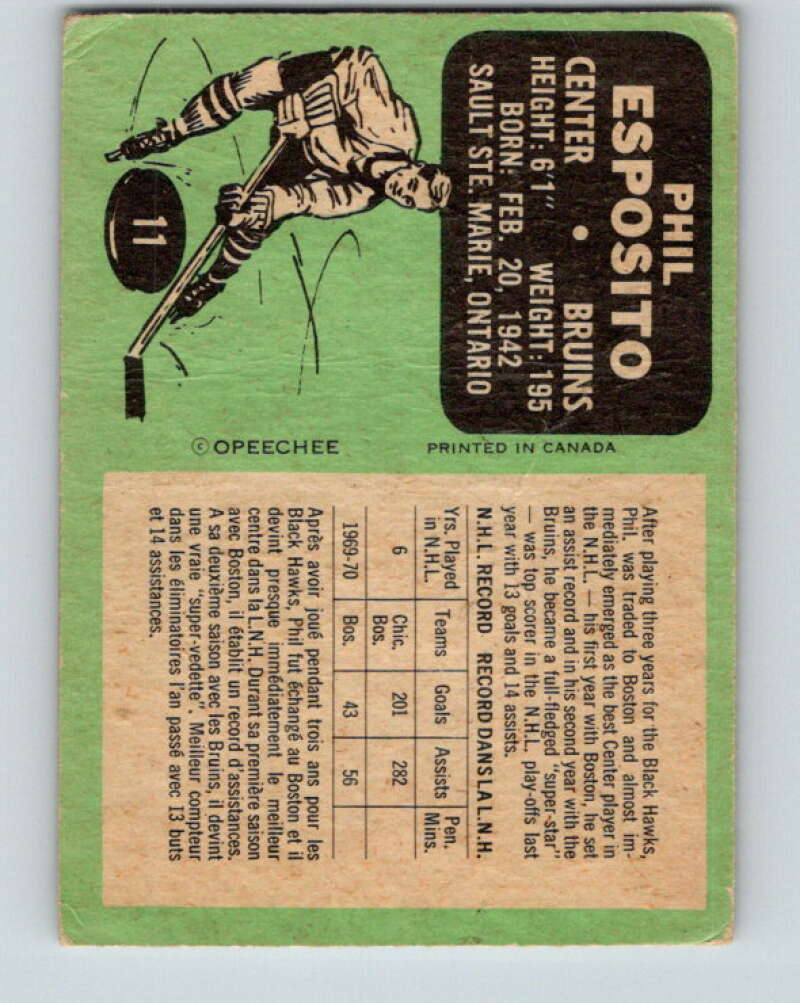 PHIL
ESPOSITO
CENTER • BRUINS
HEIGHT: 6'1" WEIGHT: 195
BORN: FEB. 20, 1942
SAULT STE. MARIE, ONTARIO
11
© OPEECHEE PRINTED IN CANADA
After playing three years for the Black Hawks,
Phil. was traded to Boston and almost im-
mediately emerged as the best Center player in
the N.H.L. — his first year with Boston, he set
an assist record and in his second year with the
Bruins, he became a full-fledged "super-star"
— was top scorer in the N.H.L. play-offs last
year with 13 goals and 14 assists.
N.H.L. RECORD RECORD DANS LA L.N.H.
Yrs. Played Teams Goals Assists Pen.
in N.H.L. Mins.
6 Chic. 201 282
Bos.
1969-70 Bos. 43 56
Après avoir joué pendant trois ans pour les
Black Hawks, Phil fut échangé au Boston et il
devint presque immédiatement le meilleur
centre dans la L.N.H. Durant sa première saison
avec Boston, il établit un record d'assistances.
A sa deuxième saison avec les Bruins, il devint
une vraie "super-vedette". Meilleur compteur
dans les éliminatoires l'an passé avec 13 buts
et 14 assistances.